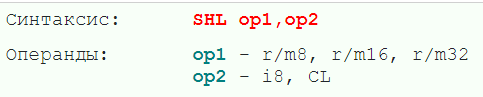 Синтаксис: SHL op1,op2
Операнды: op1 - r/m8, r/m16, r/m32
op2 - i8, CL